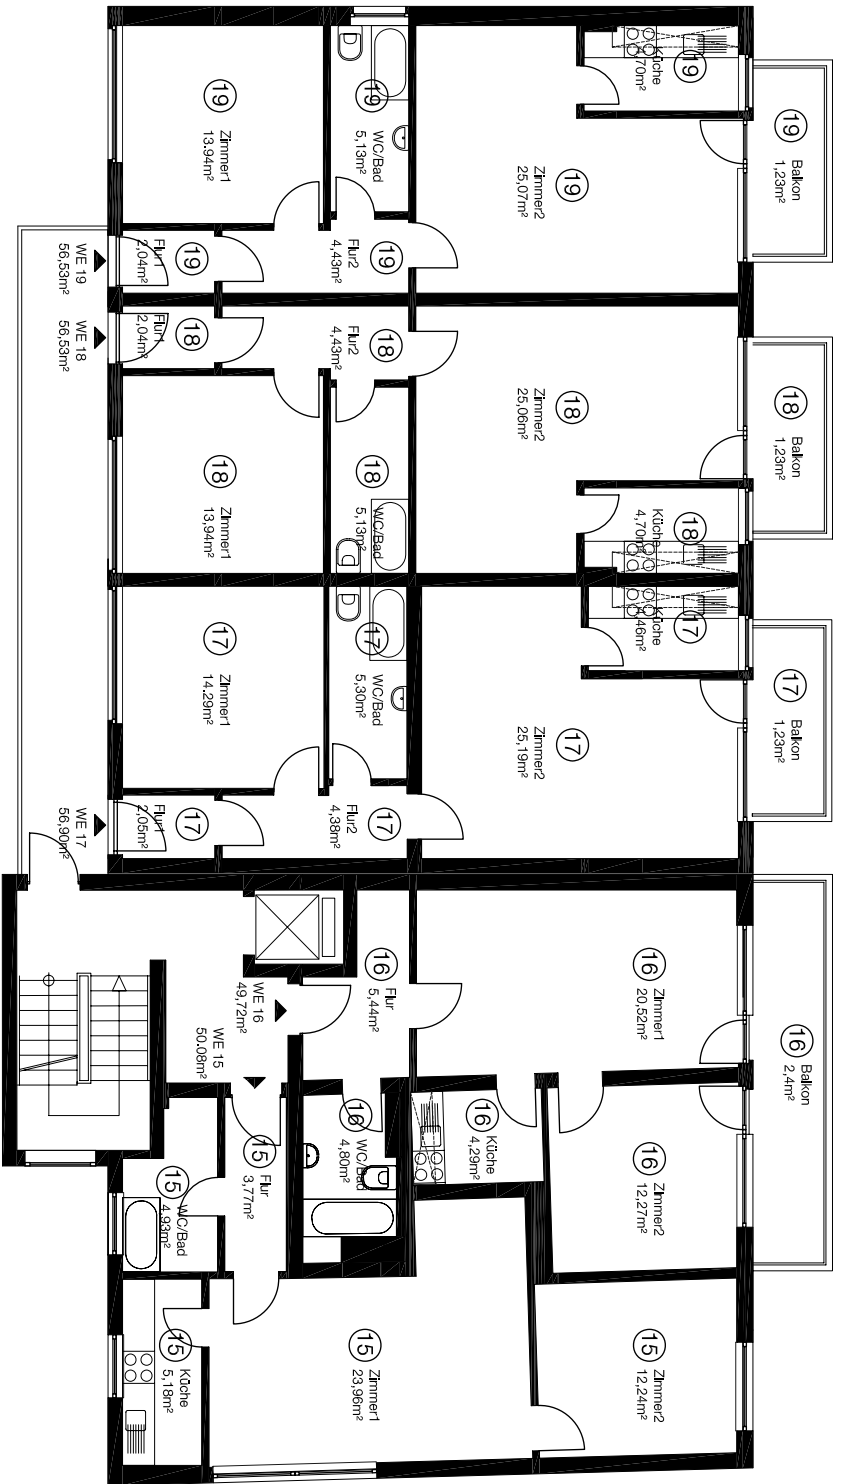 19
Zimmer1
13.94m²
19
WC/Bad
5,13m²
19
Zimmer2
25,07m²
19
Küche
4,70m²
19
Balkon
1,23m²
19
Flur1
2,04m²
19
Flur2
4,43m²
WE 19
56,53m²
18
Flur1
2,04m²
18
Flur2
4,43m²
WE 18
56,53m²
18
Zimmer1
13,94m²
18
WC/Bad
5,13m²
18
Zimmer2
25,06m²
18
Küche
4,70m²
18
Balkon
1,23m²
17
Zimmer1
14.29m²
17
WC/Bad
5,30m²
17
Zimmer2
25,19m²
17
Küche
4,46m²
17
Balkon
1,23m²
17
Flur1
2,05m²
17
Flur2
4,38m²
WE 17
56,90m²
16
Flur
5,44m²
WE 16
49,72m²
WE 15
50.08m²
16
Zimmer1
20,52m²
16
Balkon
2,4m²
16
WC/Bad
4,80m²
16
Küche
4,29m²
16
Zimmer2
12,27m²
15
Flur
3,77m²
15
WC/Bad
4,93m²
15
Küche
5,18m²
15
Zimmer1
23,96m²
15
Zimmer2
12,24m²